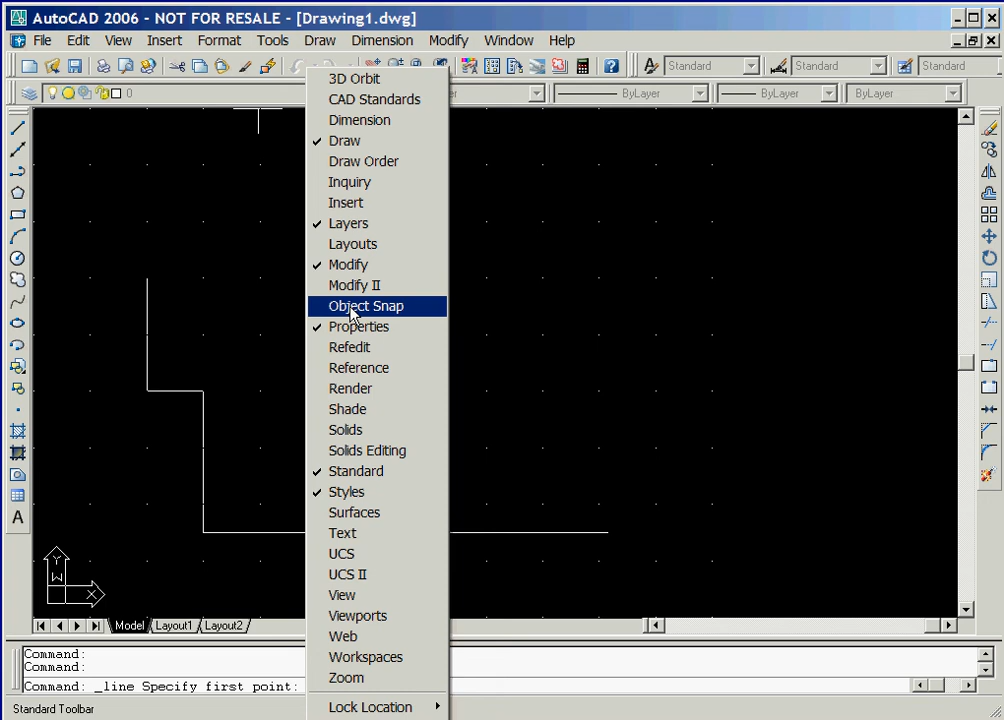 AutoCAD 2006 - NOT FOR RESALE - [Drawing1.dwg]
File Edit View Insert Format Tools Draw Dimension Modify Window Help
Standard Standard Standard
0 ByLayer ByLayer ByLayer
3D Orbit
CAD Standards
Dimension
Draw
Draw Order
Inquiry
Insert
Layers
Layouts
Modify
Modify II
Object Snap
Properties
Refedit
Reference
Render
Shade
Solids
Solids Editing
Standard
Styles
Surfaces
Text
UCS
UCS II
View
Viewports
Web
Workspaces
Zoom
Lock Location
A
Y
W
X
Model Layout1 Layout2
Command:
Command:
Command: _line Specify first point:
Standard Toolbar